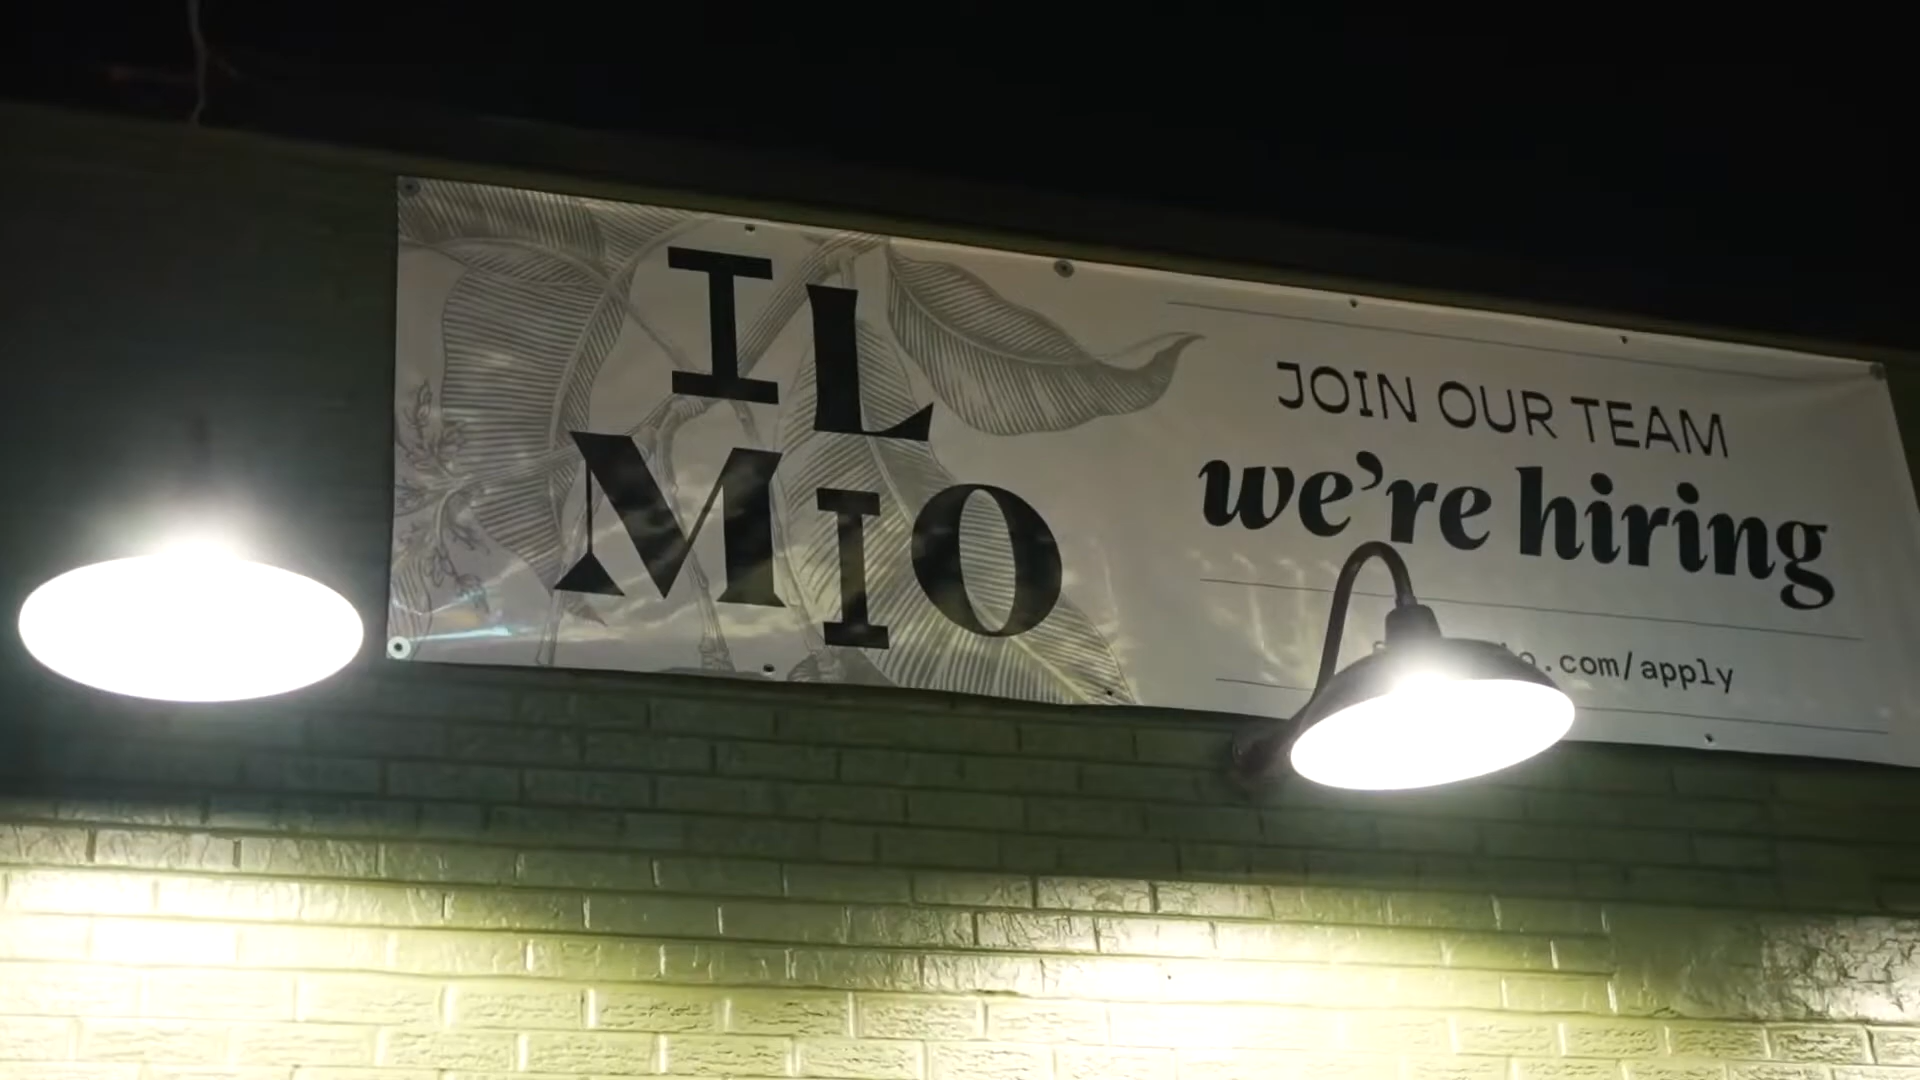 IL
MIO
JOIN OUR TEAM
we're hiring
.com/apply